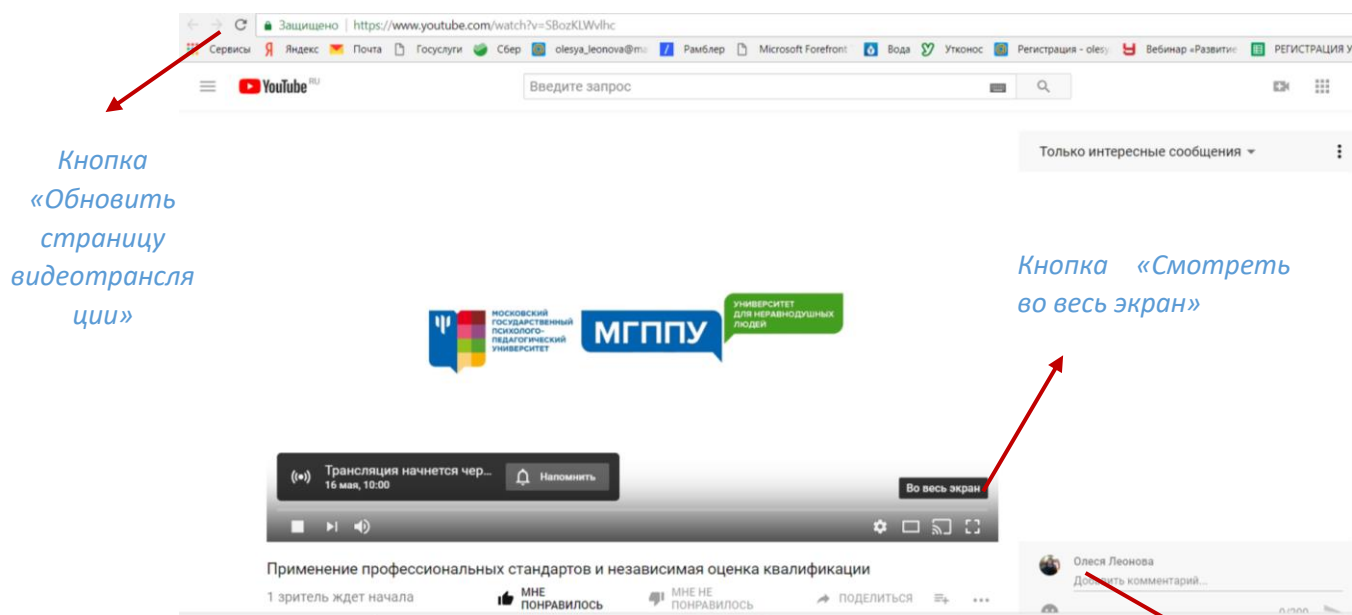 Защищено | https://www.youtube.com/watch?v=SBozKLWvlhc
Сервисы Яндекс Почта Госуслуги Сбер olesya_leonova@ma Рамблер Microsoft Forefront Вода Утконос Регистрация - olesy Вебинар «Развитие РЕГИСТРАЦИЯ У
YouTube RU
Введите запрос
Только интересные сообщения
Кнопка
«Обновить
страницу
видеотрансля
ции»
Кнопка «Смотреть
во весь экран»
МОСКОВСКИЙ
ГОСУДАРСТВЕННЫЙ
ПСИХОЛОГО-
ПЕДАГОГИЧЕСКИЙ
УНИВЕРСИТЕТ
МГППУ
УНИВЕРСИТЕТ
ДЛЯ НЕРАВНОДУШНЫХ
ЛЮДЕЙ
Трансляция начнется чер...
16 мая, 10:00
Напомнить
Во весь экран
Применение профессиональных стандартов и независимая оценка квалификации
1 зритель ждет начала
МНЕ
ПОНРАВИЛОСЬ
МНЕ НЕ
ПОНРАВИЛОСЬ
ПОДЕЛИТЬСЯ
Олеся Леонова
Добавить комментарий...
0/200